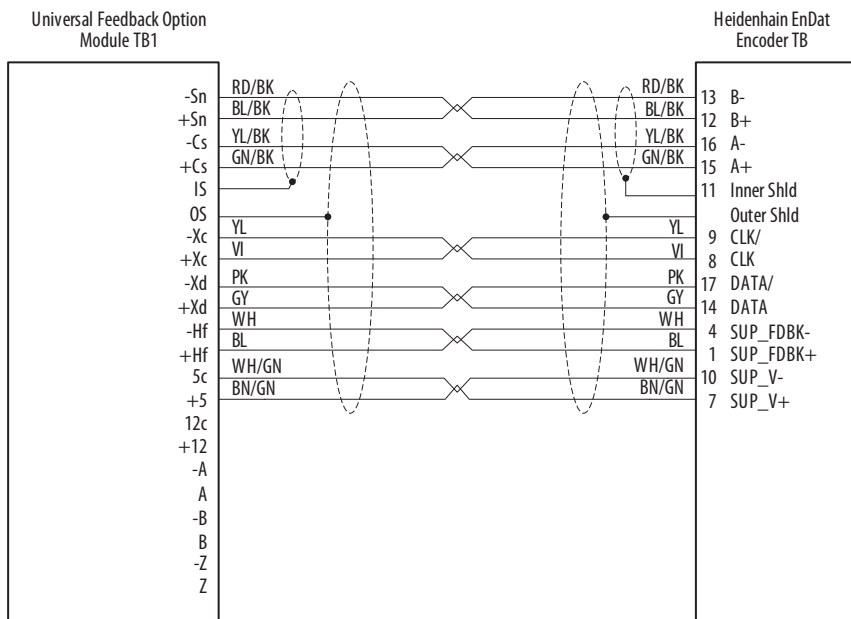 Universal Feedback Option
Module TB1
Heidenhain EnDat
Encoder TB
-Sn RD/BK RD/BK 13 B-
+Sn BL/BK BL/BK 12 B+
-Cs YL/BK YL/BK 16 A-
+Cs GN/BK GN/BK 15 A+
IS 11 Inner Shld
OS Outer Shld
-Xc YL YL 9 CLK/
+Xc VI VI 8 CLK
-Xd PK PK 17 DATA/
+Xd GY GY 14 DATA
-Hf WH WH 4 SUP_FDBK-
+Hf BL BL 1 SUP_FDBK+
5c WH/GN WH/GN 10 SUP_V-
+5 BN/GN BN/GN 7 SUP_V+
12c
+12
-A
A
-B
B
-Z
Z